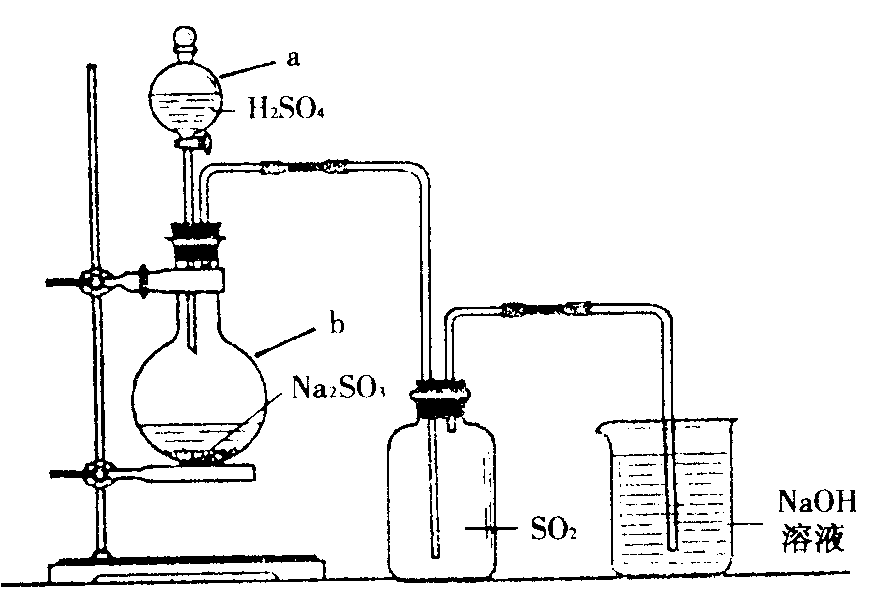 a
H₂SO₄
b
Na₂SO₃
SO₂
NaOH
溶液